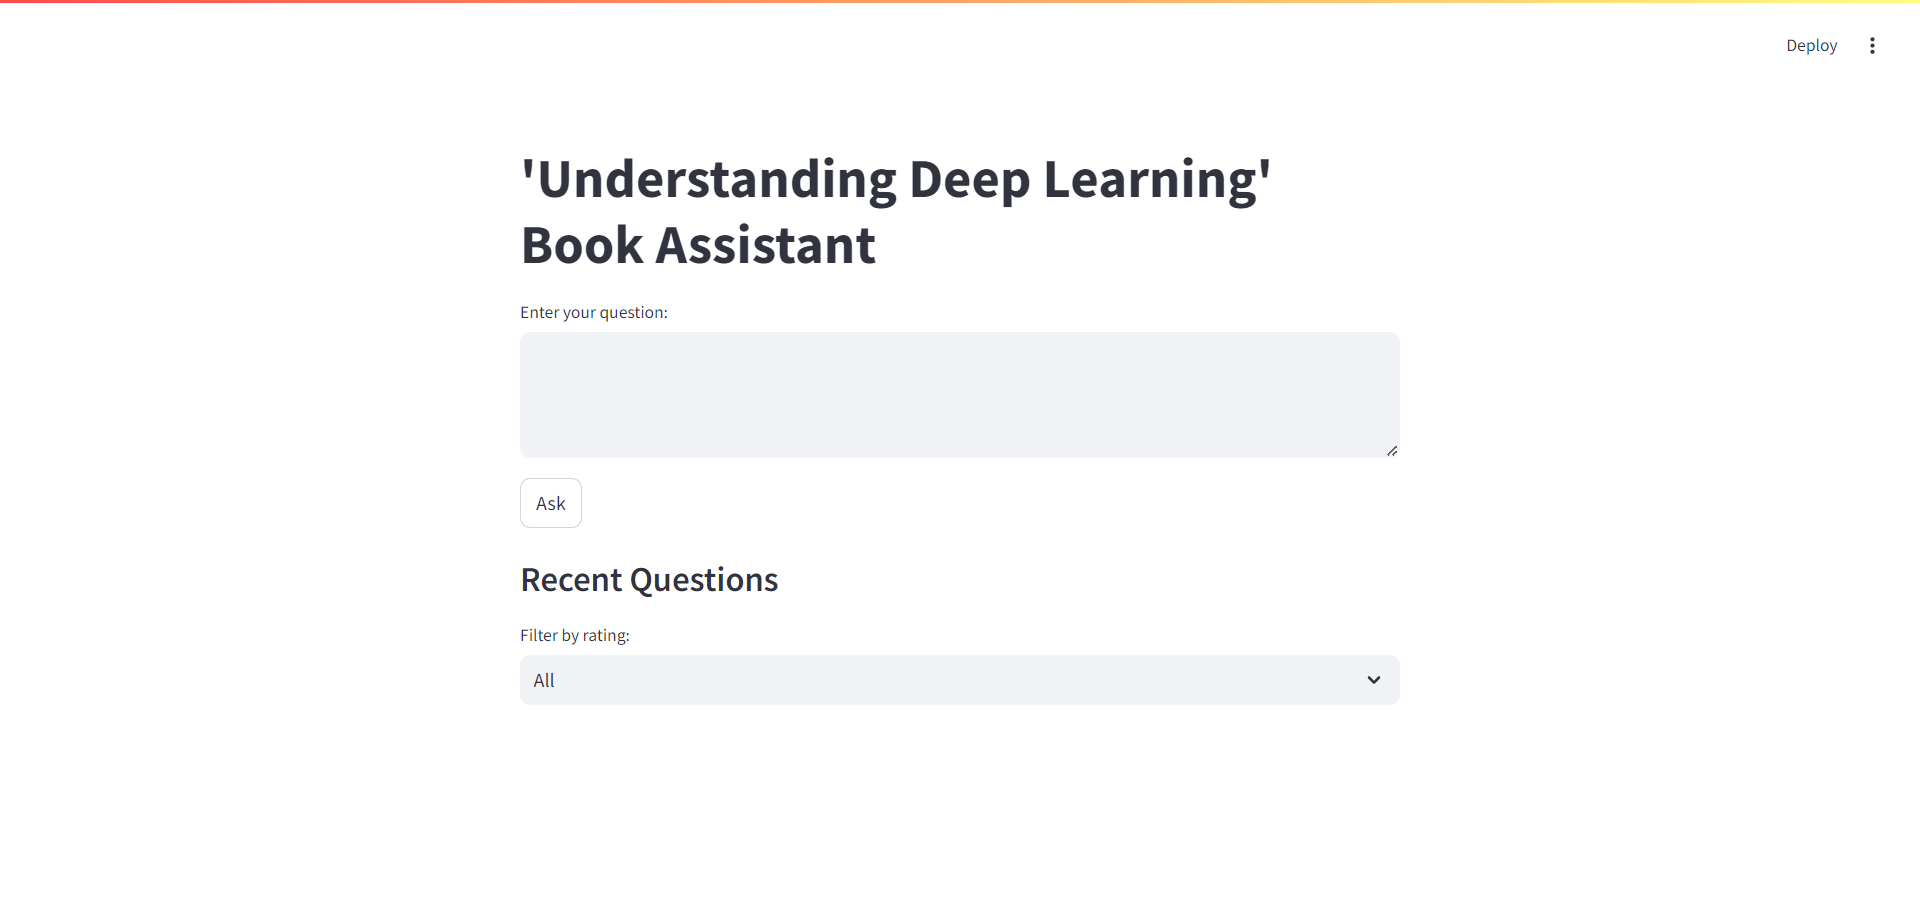 Deploy
'Understanding Deep Learning'
Book Assistant
Enter your question:
Ask
Recent Questions
Filter by rating:
All